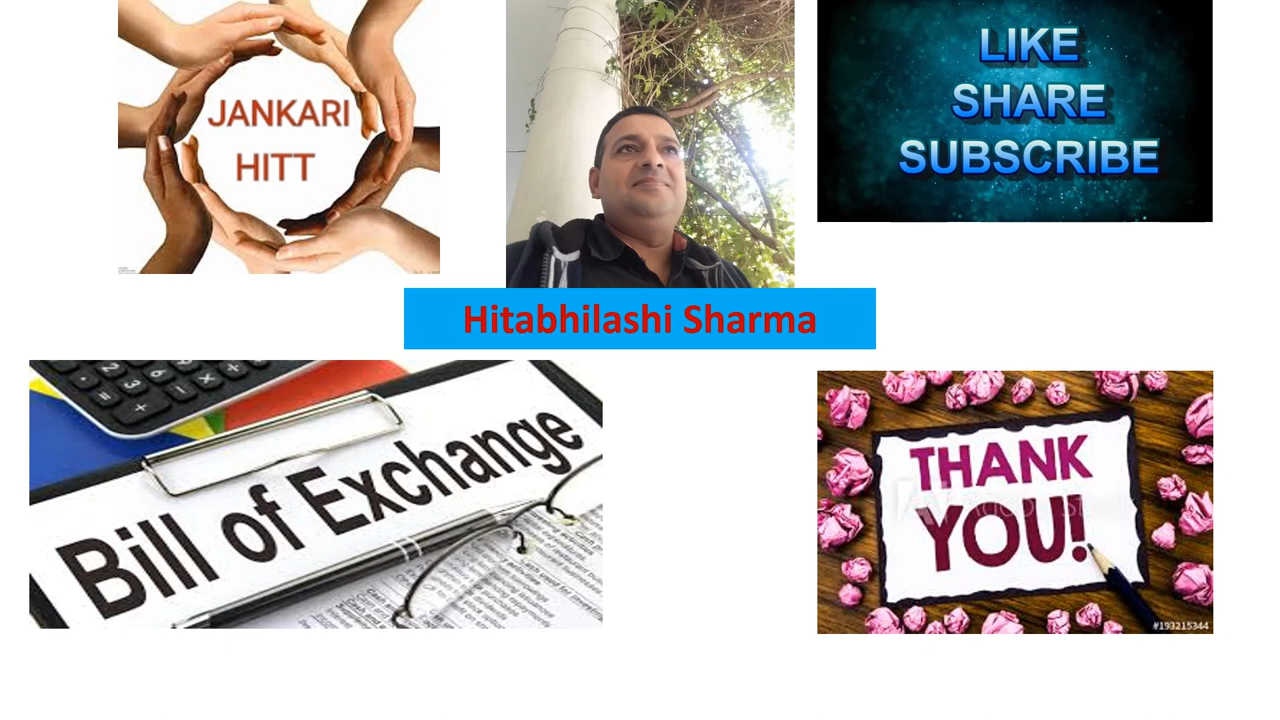 JANKARI
HITT
LIKE
SHARE
SUBSCRIBE
Hitabhilashi Sharma
Bill of Exchange
THANK
YOU!
#193215344